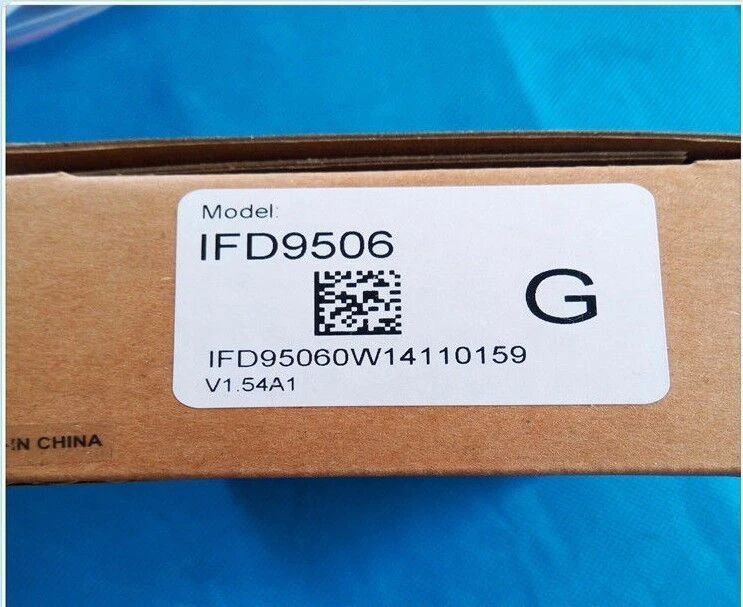 Model:
IFD9506
G
IFD95060W14110159
V1.54A1
IN CHINA